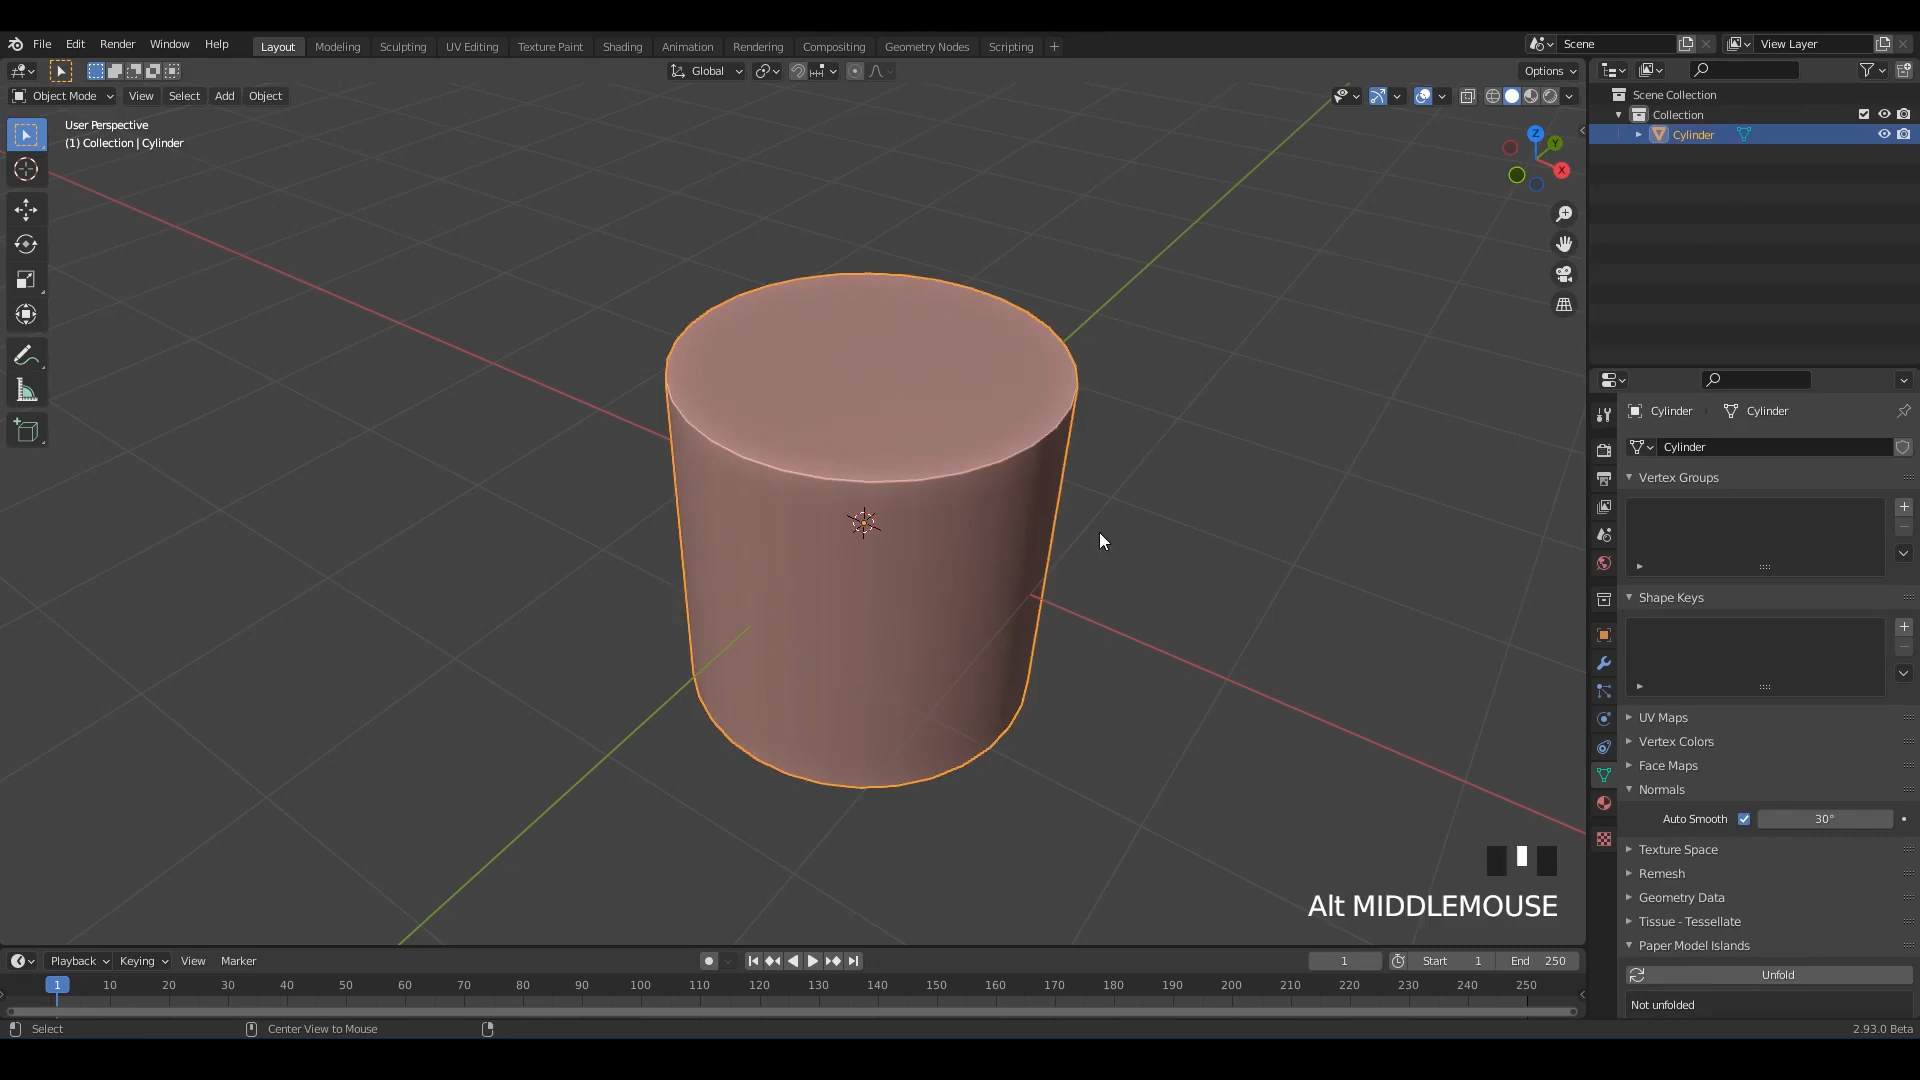 File Edit Render Window Help Layout Modeling Sculpting UV Editing Texture Paint Shading Animation Rendering Compositing Geometry Nodes Scripting + Scene View Layer
Global Options
Object Mode View Select Add Object
User Perspective
(1) Collection | Cylinder
Z
Y
X
Scene Collection
Collection
Cylinder
Cylinder Cylinder
Cylinder
Vertex Groups
Shape Keys
UV Maps
Vertex Colors
Face Maps
Normals
Auto Smooth 30°
Texture Space
Remesh
Geometry Data
Tissue - Tessellate
Paper Model Islands
Unfold
Not unfolded
Alt MIDDLEMOUSE
Playback Keying View Marker 1 Start 1 End 250
1 10 20 30 40 50 60 70 80 90 100 110 120 130 140 150 160 170 180 190 200 210 220 230 240 250
Select Center View to Mouse 2.93.0 Beta